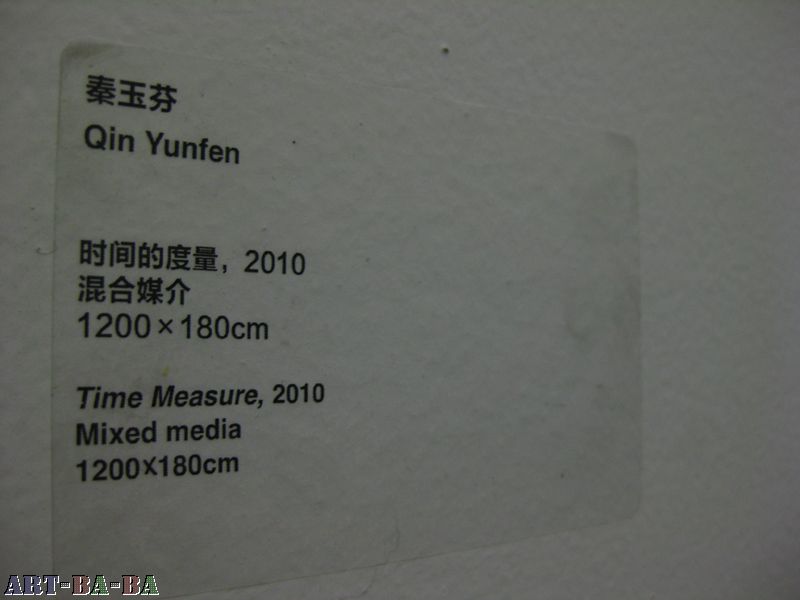 秦玉芬
Qin Yunfen
时间的度量，2010
混合媒介
1200×180cm
Time Measure, 2010
Mixed media
1200X180cm
ART-BA-BA